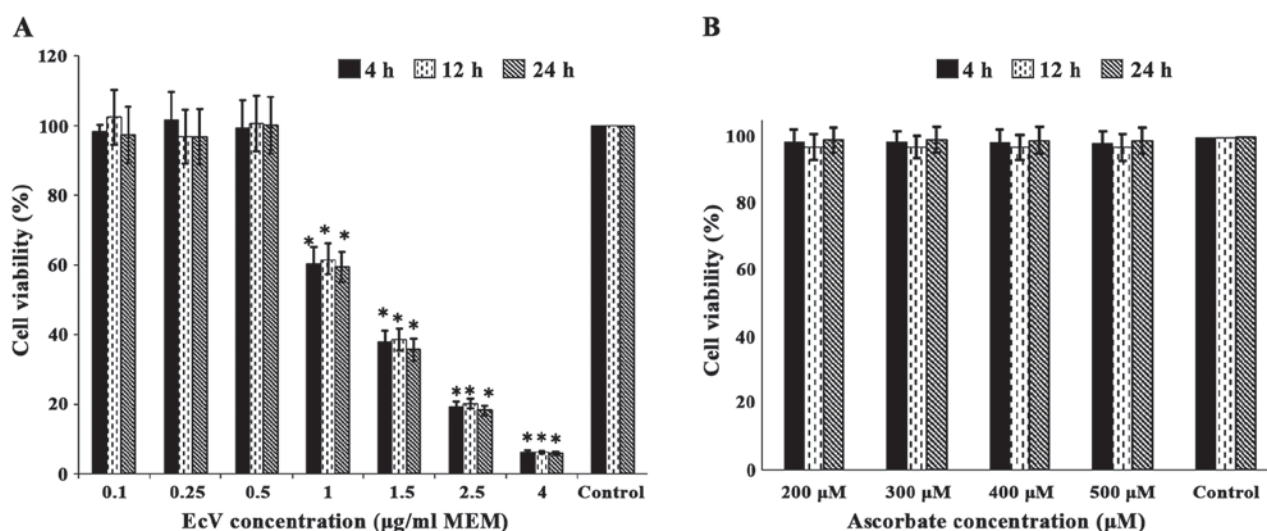 A
120
100
80
60
40
20
0
Cell viability (%)
4 h 12 h 24 h
* * *
* * *
** *
* * *
0.1 0.25 0.5 1 1.5 2.5 4 Control
EcV concentration (µg/ml MEM)
B
100
80
60
40
20
0
Cell viability (%)
4 h 12 h 24 h
200 µM 300 µM 400 µM 500 µM Control
Ascorbate concentration (µM)